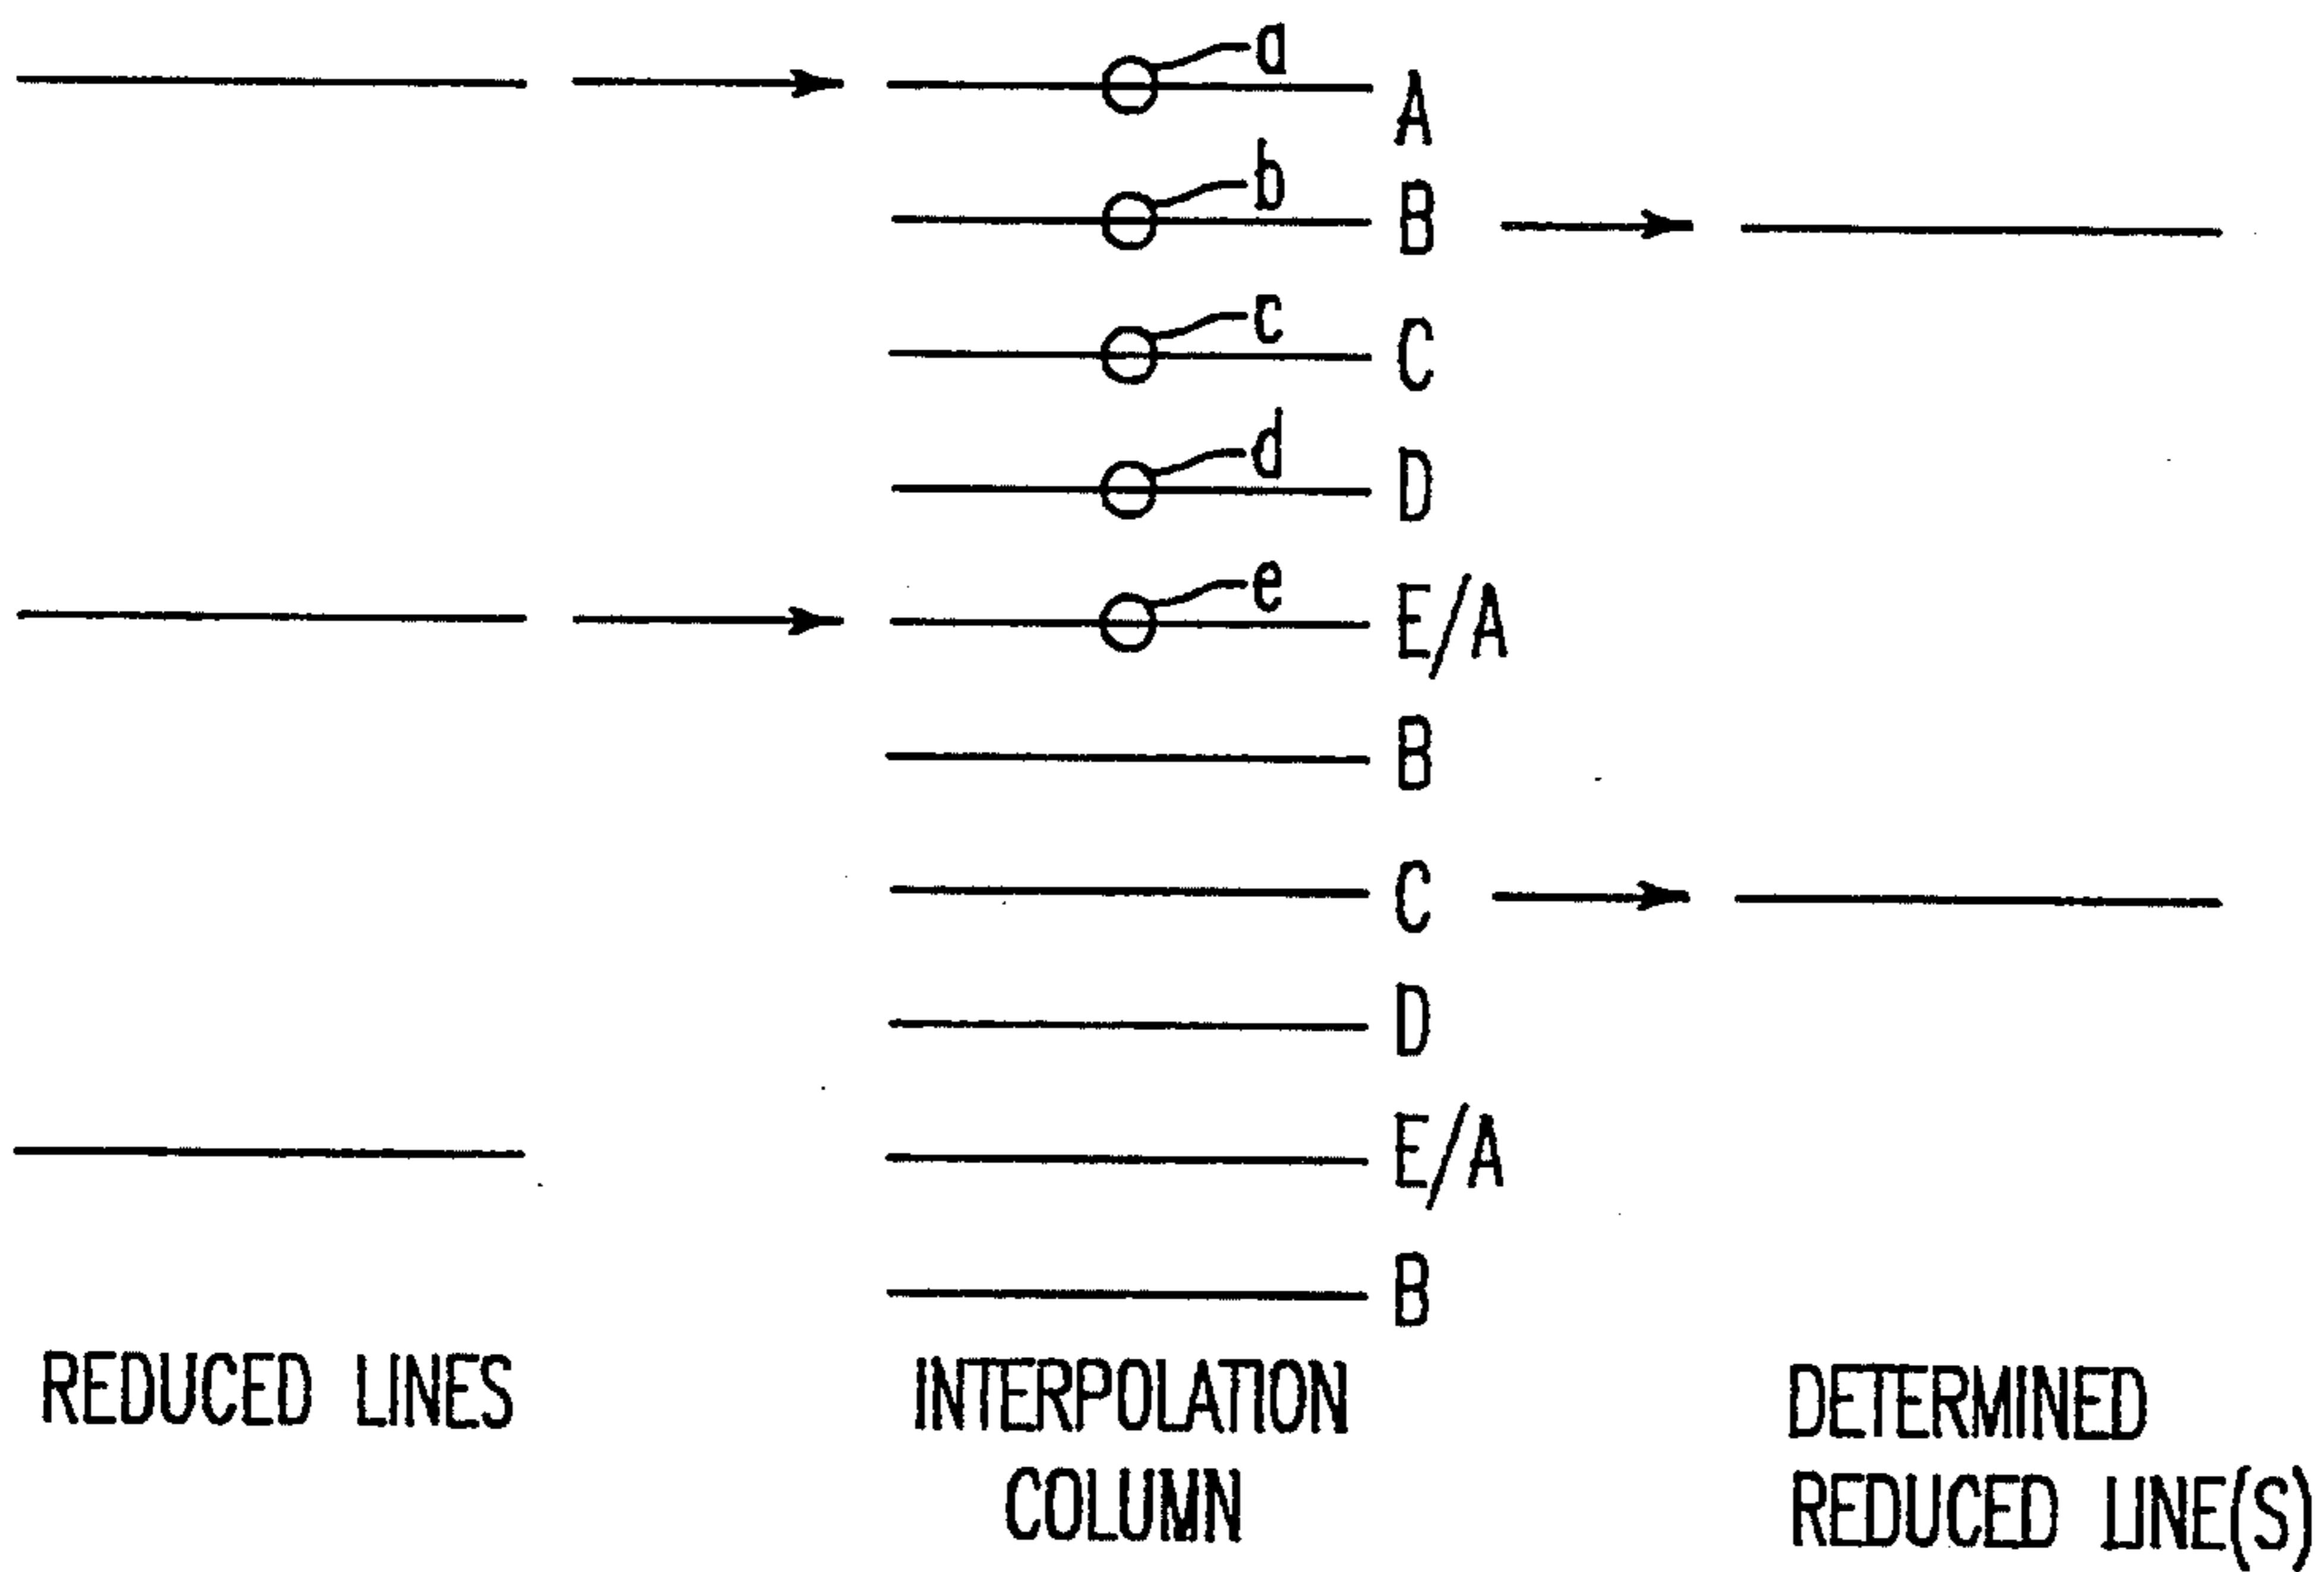 a
A
b
B
c
C
d
D
e
E/A
B
C
D
E/A
B
REDUCED LINES
INTERPOLATION
COLUMN
DETERMINED
REDUCED LINE(S)